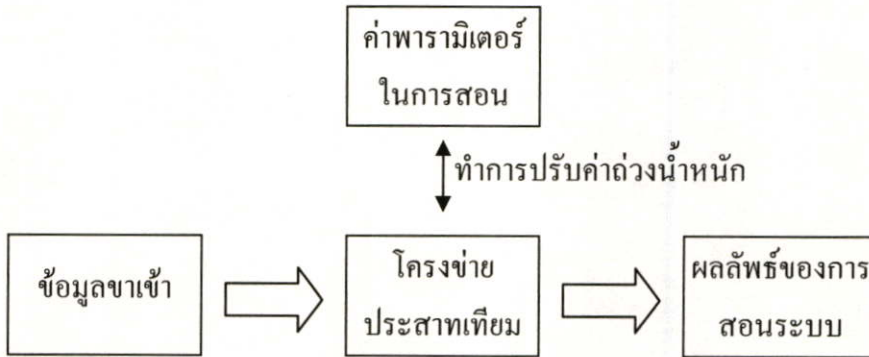 ค่าพารามิเตอร์
ในการสอน
ทำการปรับค่าถ่วงน้ำหนัก
ข้อมูลขาเข้า
โครงข่าย
ประสาทเทียม
ผลลัพธ์ของการ
สอนระบบ